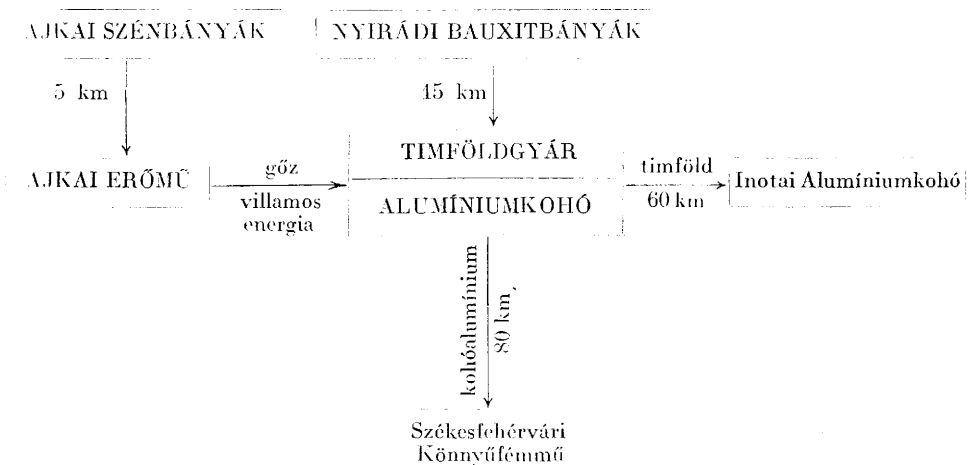 AJKAI SZÉNBÁNYÁK
NYIRÁDI BAUXITBÁNYÁK
5 km
15 km
AJKAI ERŐMŰ
gőz
villamos
energia
TIMFÖLDGYÁR
ALUMÍNIUMKOHÓ
timföld
60 km
Inotai Alumíniumkohó
kohóalumínium
80 km,
Székesfehérvári
Könnyűfémmű